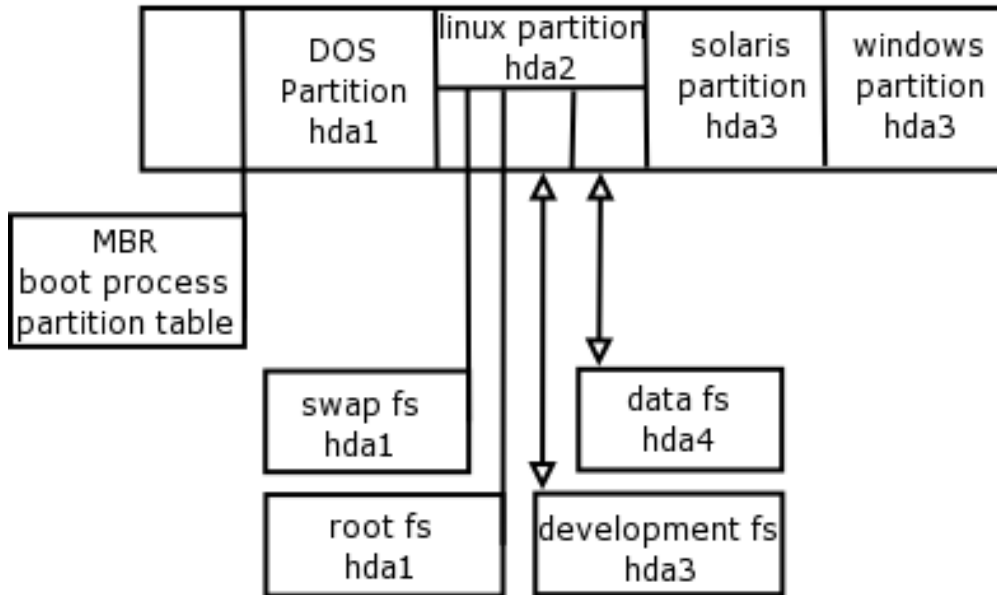 DOS
Partition
hda1
linux partition
hda2
solaris
partition
hda3
windows
partition
hda3
MBR
boot process
partition table
swap fs
hda1
data fs
hda4
root fs
hda1
development fs
hda3